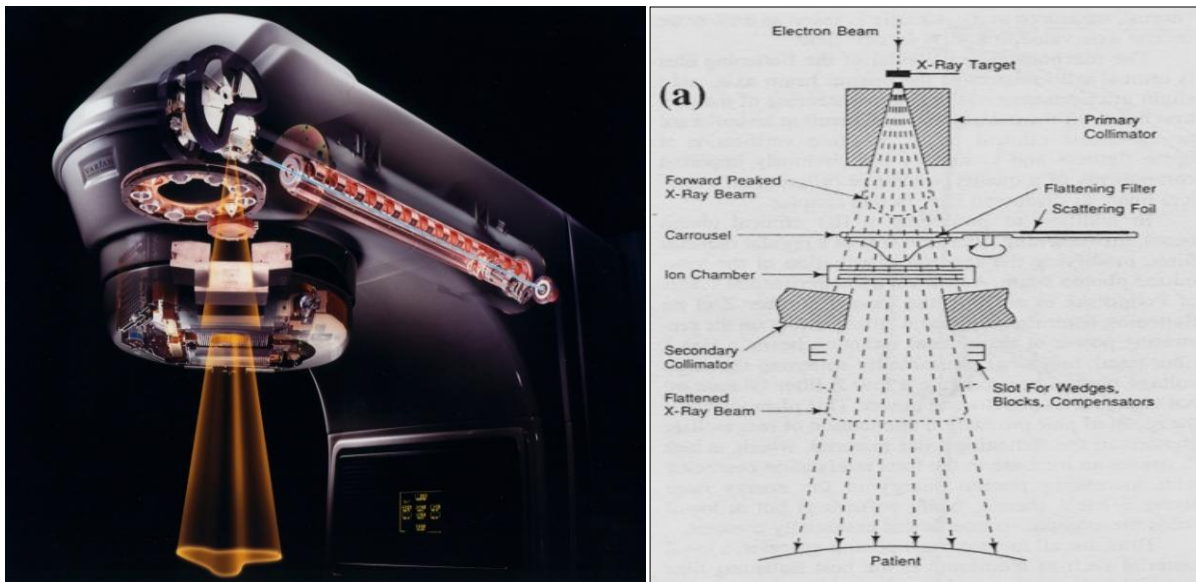 VARIAN
(a)
Electron Beam
X-Ray Target
Primary
Collimator
Forward Peaked
X-Ray Beam
Flattening Filter
Scattering Foil
Carrousel
Ion Chamber
Secondary
Collimator
Slot For Wedges,
Blocks, Compensators
Flattened
X-Ray Beam
Patient